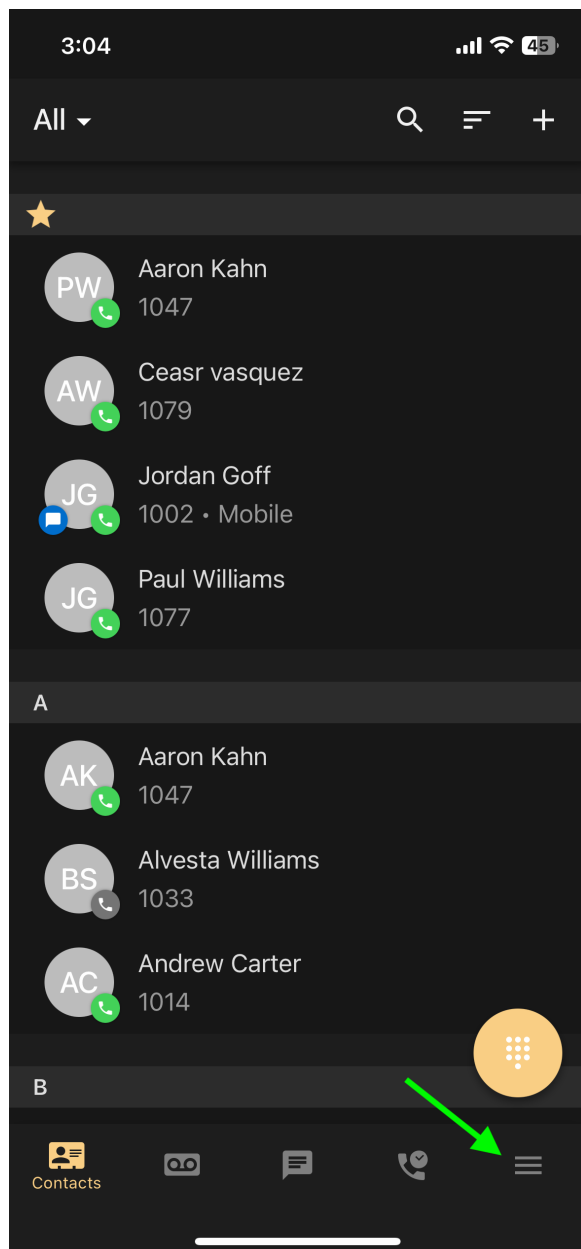 3:04
45
All
PW
Aaron Kahn
1047
AW
Ceasr vasquez
1079
JG
Jordan Goff
1002 • Mobile
JG
Paul Williams
1077
A
AK
Aaron Kahn
1047
BS
Alvesta Williams
1033
AC
Andrew Carter
1014
B
Contacts